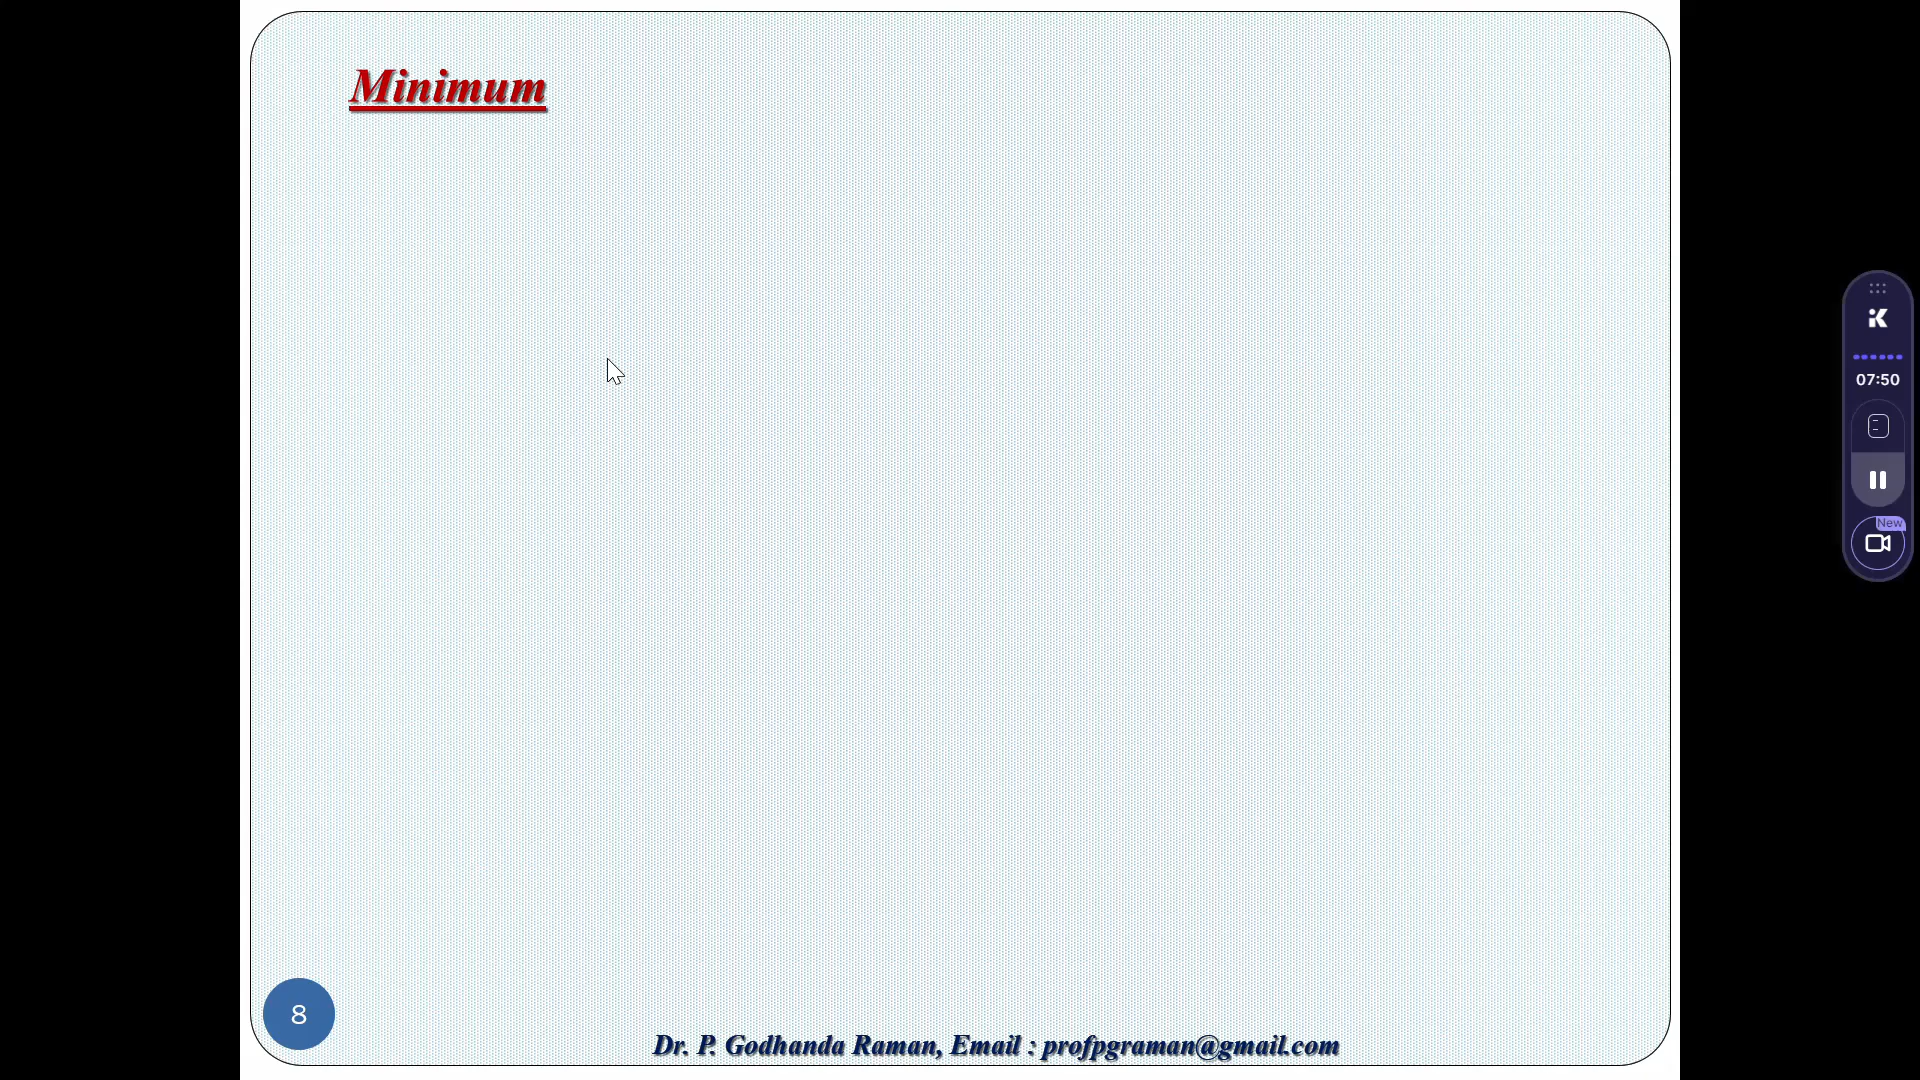 Minimum
07:50
New
8
Dr. P. Godhanda Raman, Email : profpgraman@gmail.com